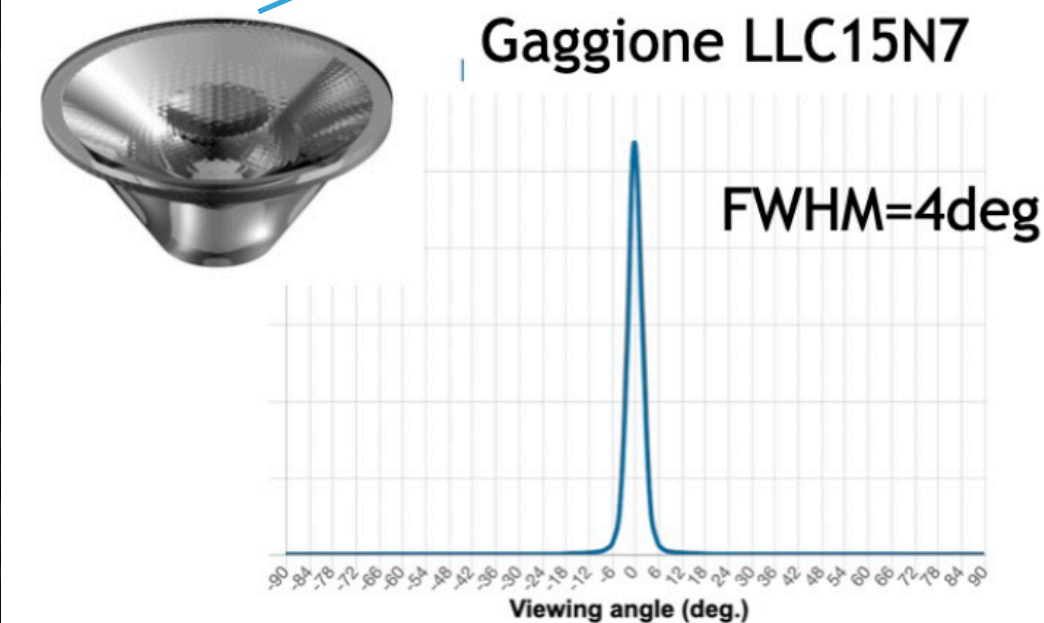 Gaggione LLC15N7
FWHM=4deg
-90 -84 -78 -72 -66 -60 -54 -48 -42 -36 -30 -24 -18 -12 -6 0 6 12 18 24 30 36 42 48 54 60 66 72 78 84 90
Viewing angle (deg.)